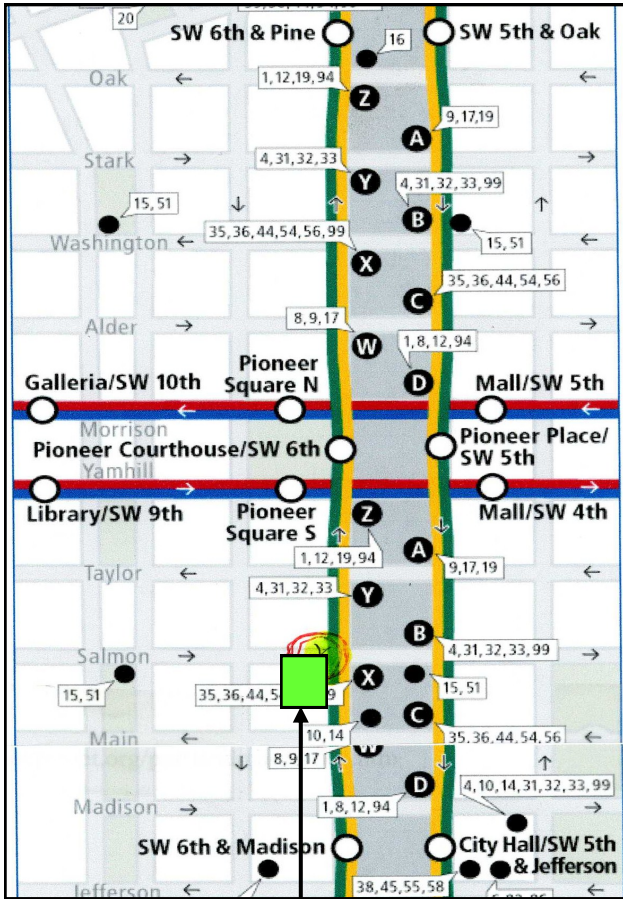 20
SW 6th & Pine
SW 5th & Oak
16
Oak
1,12,19,94
Z
9,17,19
A
Stark
4,31,32,33
Y
4,31,32,33,99
B
15,51
15,51
Washington
35,36,44,54,56,99
X
35,36,44,54,56
C
Alder
8,9,17
W
1,8,12,94
D
Galleria/SW 10th
Pioneer
Square N
Mall/SW 5th
Morrison
Pioneer Courthouse/SW 6th
Pioneer Place/
SW 5th
Yamhill
Library/SW 9th
Pioneer
Square S
Mall/SW 4th
Z
1,12,19,94
A
9,17,19
Taylor
4,31,32,33
Y
B
4,31,32,33,99
Salmon
15,51
35,36,44,54
X
15,51
10,14
C
35,36,44,54,56
Main
8,9,17
W
D
4,10,14,31,32,33,99
Madison
1,8,12,94
SW 6th & Madison
City Hall/SW 5th
& Jefferson
Jefferson
38,45,55,58